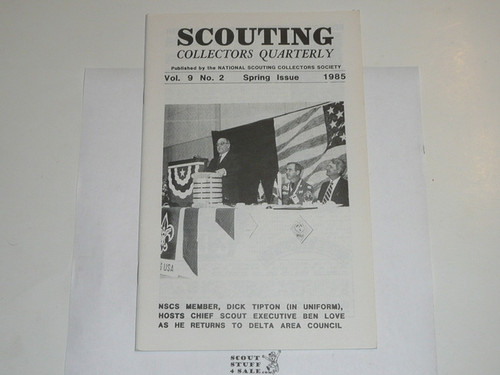 SCOUTING
COLLECTORS QUARTERLY
Published by the NATIONAL SCOUTING COLLECTORS SOCIETY
Vol. 9 No. 2 Spring Issue 1985
USA
NSCS MEMBER, DICK TIPTON (IN UNIFORM),
HOSTS CHIEF SCOUT EXECUTIVE BEN LOVE
AS HE RETURNS TO DELTA AREA COUNCIL
SCOUT
STUFF
4 SALE...